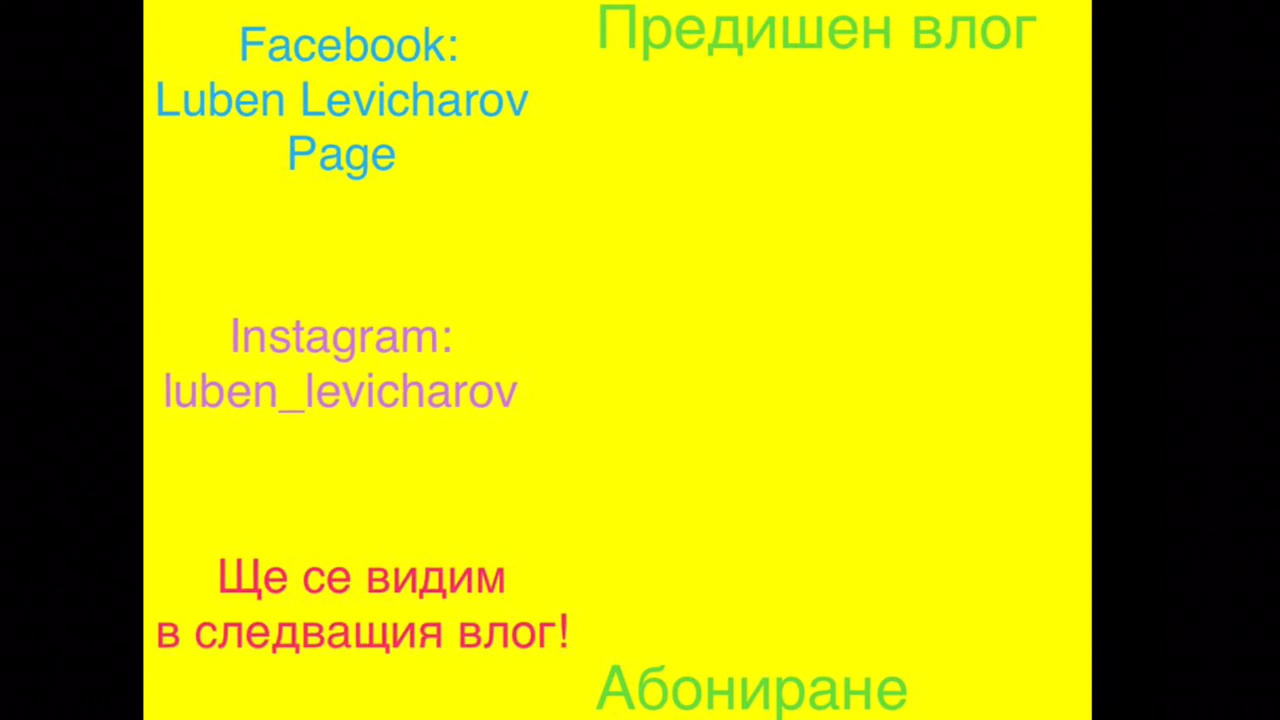 Facebook:
Luben Levicharov
Page
Instagram:
luben_levicharov
Ще се видим
в следващия влог!
Предишен влог
Абониране